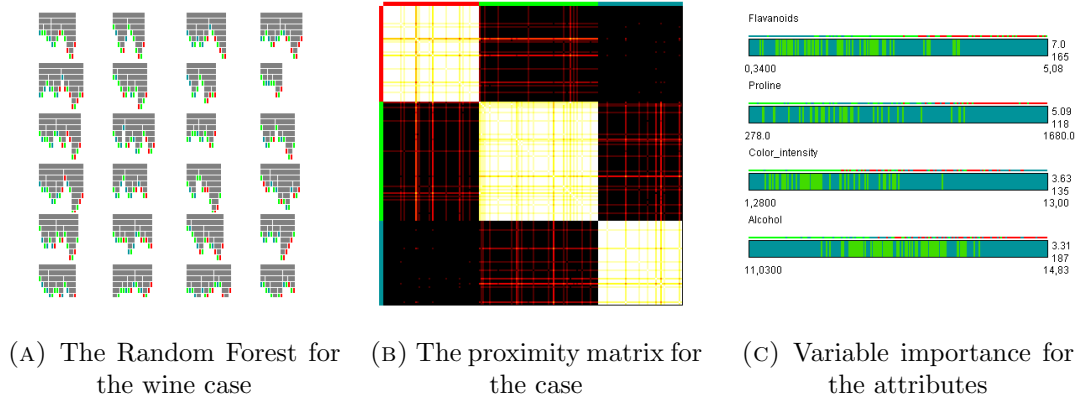 Flavanoids
7.0
165
0,3400
5,08
Proline
5.09
118
278.0
1680.0
Color_intensity
3.63
135
1,2800
13,00
Alcohol
3.31
187
11,0300
14,83
(A) The Random Forest for
the wine case
(B) The proximity matrix for
the case
(C) Variable importance for
the attributes